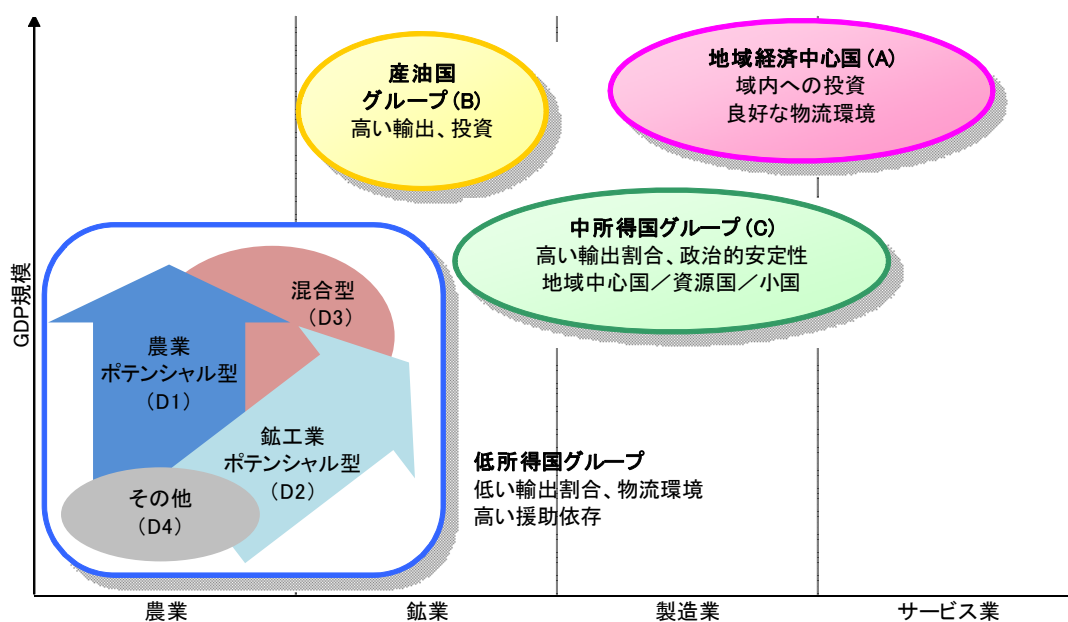 産油国
グループ(B)
高い輸出、投資
地域経済中心国(A)
域内への投資
良好な物流環境
中所得国グループ(C)
高い輸出割合、政治的安定性
地域中心国／資源国／小国
GDP規模
混合型
(D3)
農業
ポテンシャル型
(D1)
鉱工業
ポテンシャル型
(D2)
その他
(D4)
低所得国グループ
低い輸出割合、物流環境
高い援助依存
農業
鉱業
製造業
サービス業